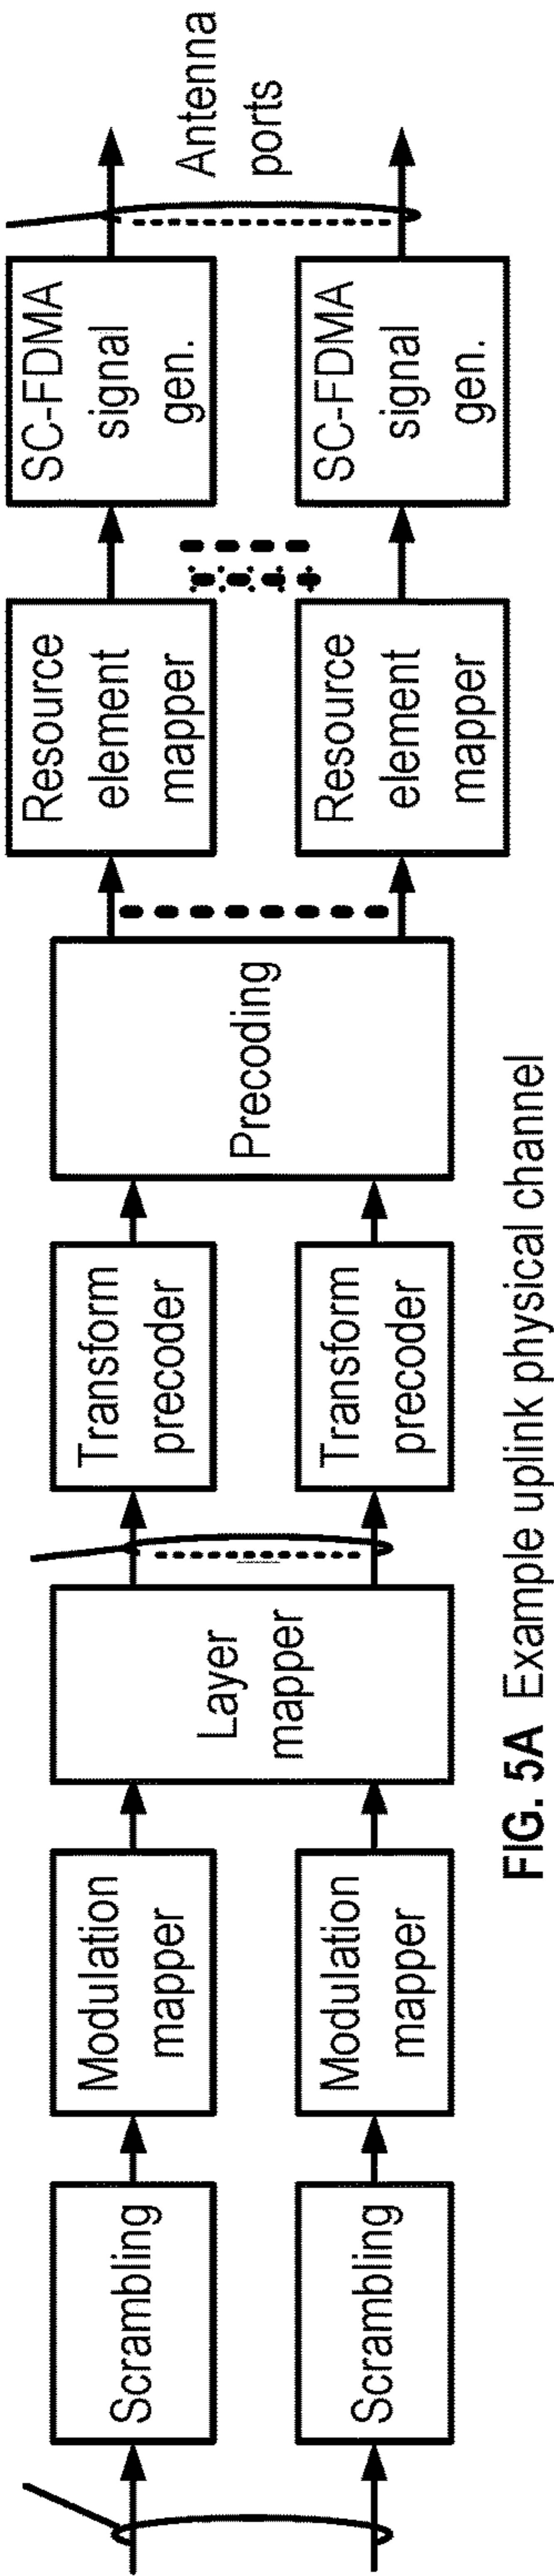 Scrambling
Modulation
mapper
Scrambling
Modulation
mapper
Layer
mapper
Transform
precoder
Transform
precoder
Precoding
Resource
element
mapper
Resource
element
mapper
SC-FDMA
signal
gen.
SC-FDMA
signal
gen.
Antenna
ports
FIG. 5A Example uplink physical channel